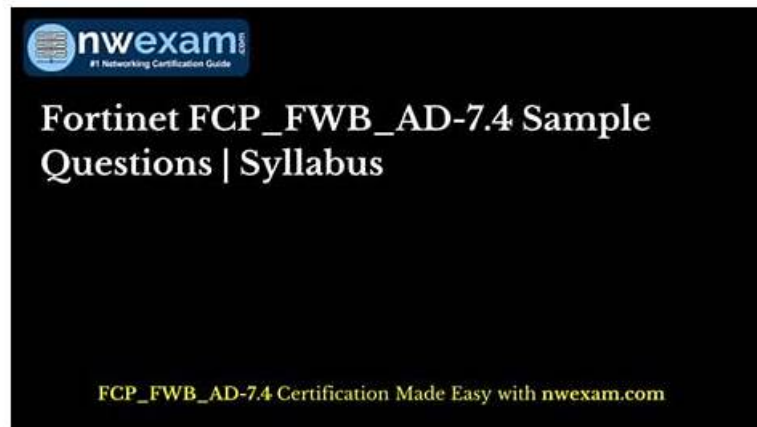 nwexam.com
#1 Networking Certification Guide
Fortinet FCP_FWB_AD-7.4 Sample
Questions | Syllabus
FCP_FWB_AD-7.4 Certification Made Easy with nwexam.com